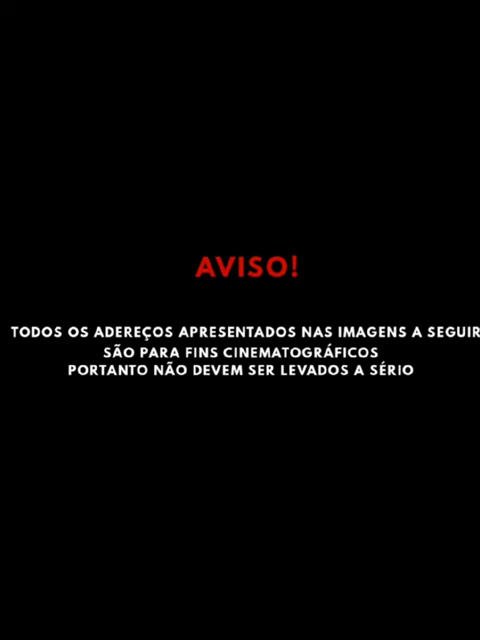 AVISO!
TODOS OS ADEREÇOS APRESENTADOS NAS IMAGENS A SEGUIR
SÃO PARA FINS CINEMATOGRÁFICOS
PORTANTO NÃO DEVEM SER LEVADOS A SÉRIO